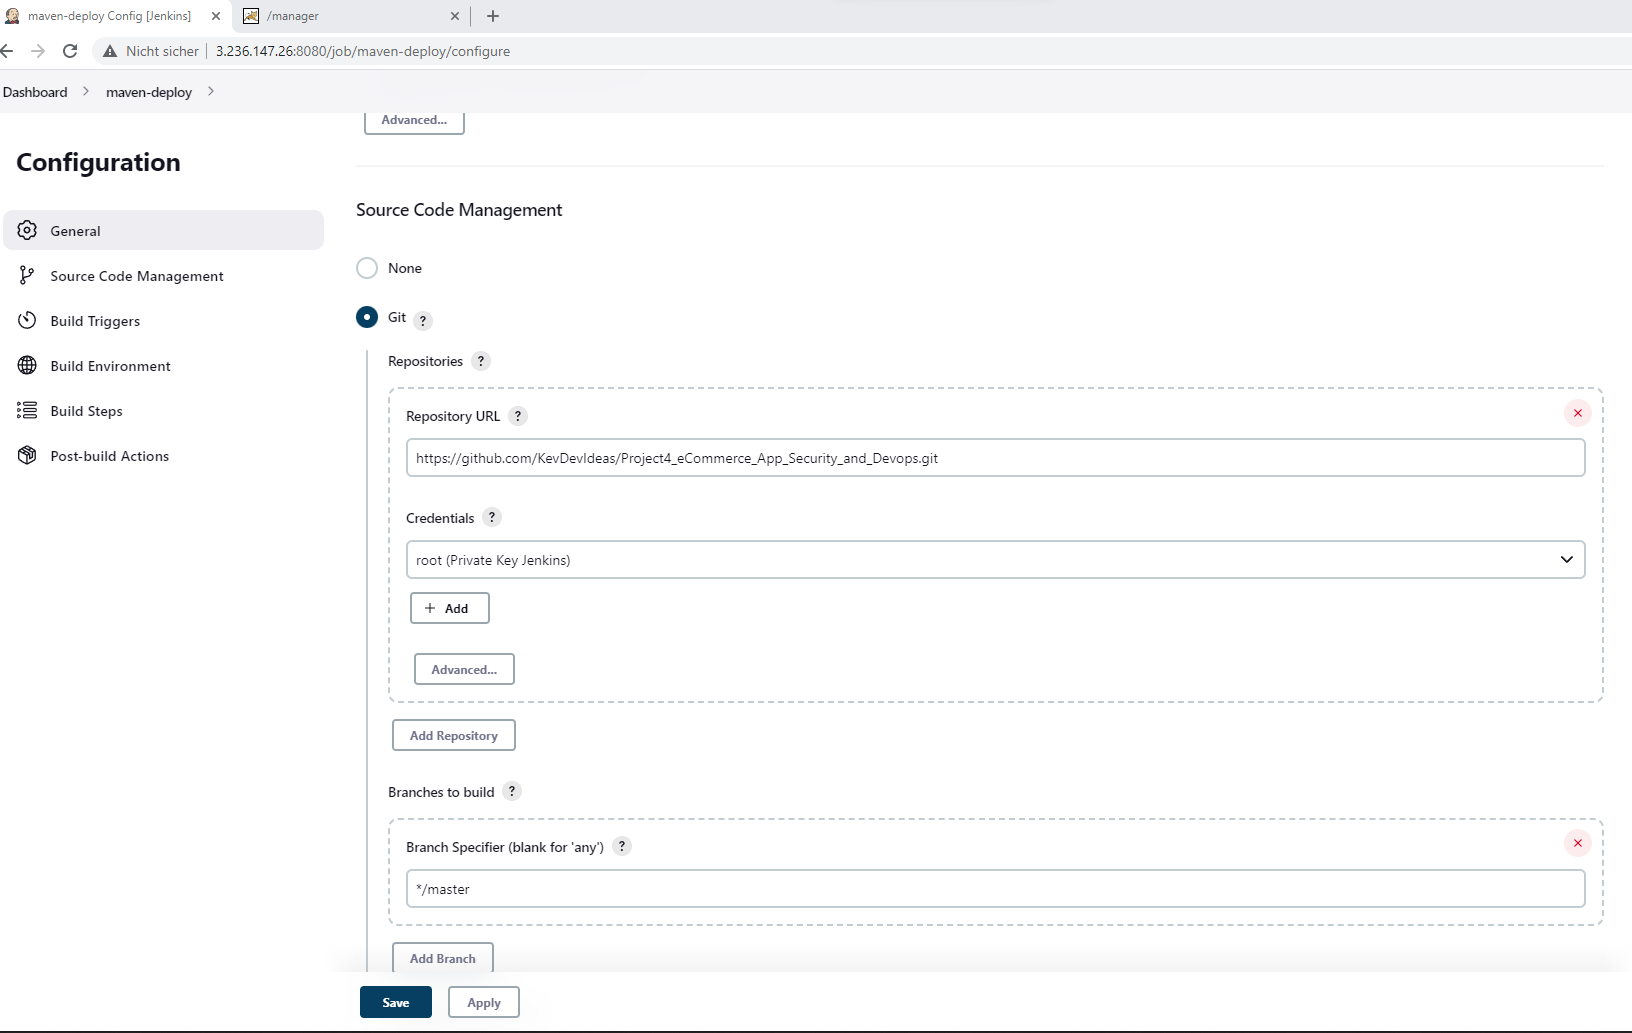 maven-deploy Config [Jenkins]
/manager
Nicht sicher
3.236.147.26:8080/job/maven-deploy/configure
Dashboard
maven-deploy
Advanced...
Configuration
General
Source Code Management
Build Triggers
Build Environment
Build Steps
Post-build Actions
Source Code Management
None
Git ?
Repositories ?
Repository URL ?
https://github.com/KevDevIdeas/Project4_eCommerce_App_Security_and_Devops.git
Credentials ?
root (Private Key Jenkins)
+ Add
Advanced...
Add Repository
Branches to build ?
Branch Specifier (blank for 'any') ?
*/master
Add Branch
Save
Apply